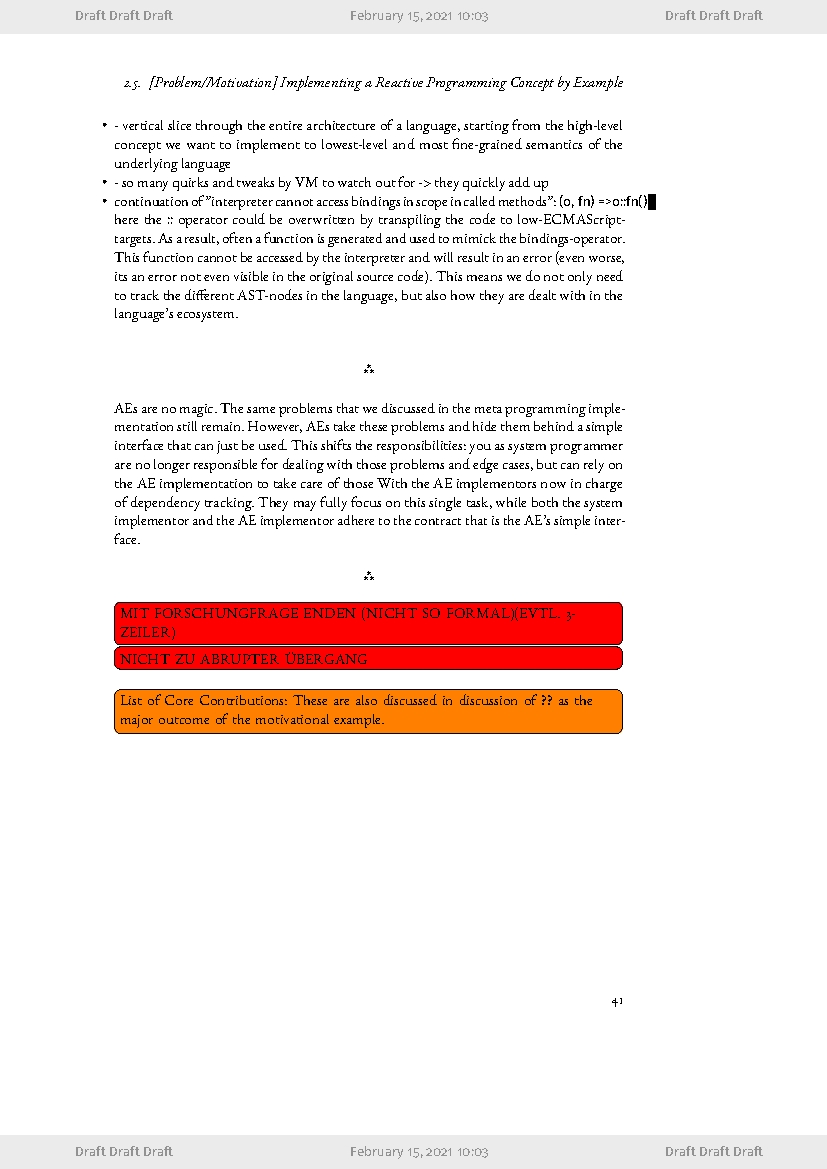 Draft Draft Draft February 15, 2021 10:03 Draft Draft Draft
2.5. [Problem/Motivation] Implementing a Reactive Programming Concept by Example
• - vertical slice through the entire architecture of a language, starting from the high-level
concept we want to implement to lowest-level and most fine-grained semantics of the
underlying language
• - so many quirks and tweaks by VM to watch out for -> they quickly add up
• continuation of "interpreter cannot access bindings in scope in called methods": (o, fn) =>o::fn()
here the :: operator could be overwritten by transpiling the code to low-ECMAScript-
targets. As a result, often a function is generated and used to mimick the bindings-operator.
This function cannot be accessed by the interpreter and will result in an error (even worse,
its an error not even visible in the original source code). This means we do not only need
to track the different AST-nodes in the language, but also how they are dealt with in the
language's ecosystem.
⁂
AEs are no magic. The same problems that we discussed in the meta programming imple-
mentation still remain. However, AEs take these problems and hide them behind a simple
interface that can just be used. This shifts the responsibilities: you as system programmer
are no longer responsible for dealing with those problems and edge cases, but can rely on
the AE implementation to take care of those With the AE implementors now in charge
of dependency tracking. They may fully focus on this single task, while both the system
implementor and the AE implementor adhere to the contract that is the AE's simple inter-
face.
⁂
MIT FORSCHUNGFRAGE ENDEN (NICHT SO FORMAL)(EVTL. 3-
ZEILER)
NICHT ZU ABRUPTER ÜBERGANG
List of Core Contributions: These are also discussed in discussion of ?? as the
major outcome of the motivational example.
41
Draft Draft Draft February 15, 2021 10:03 Draft Draft Draft